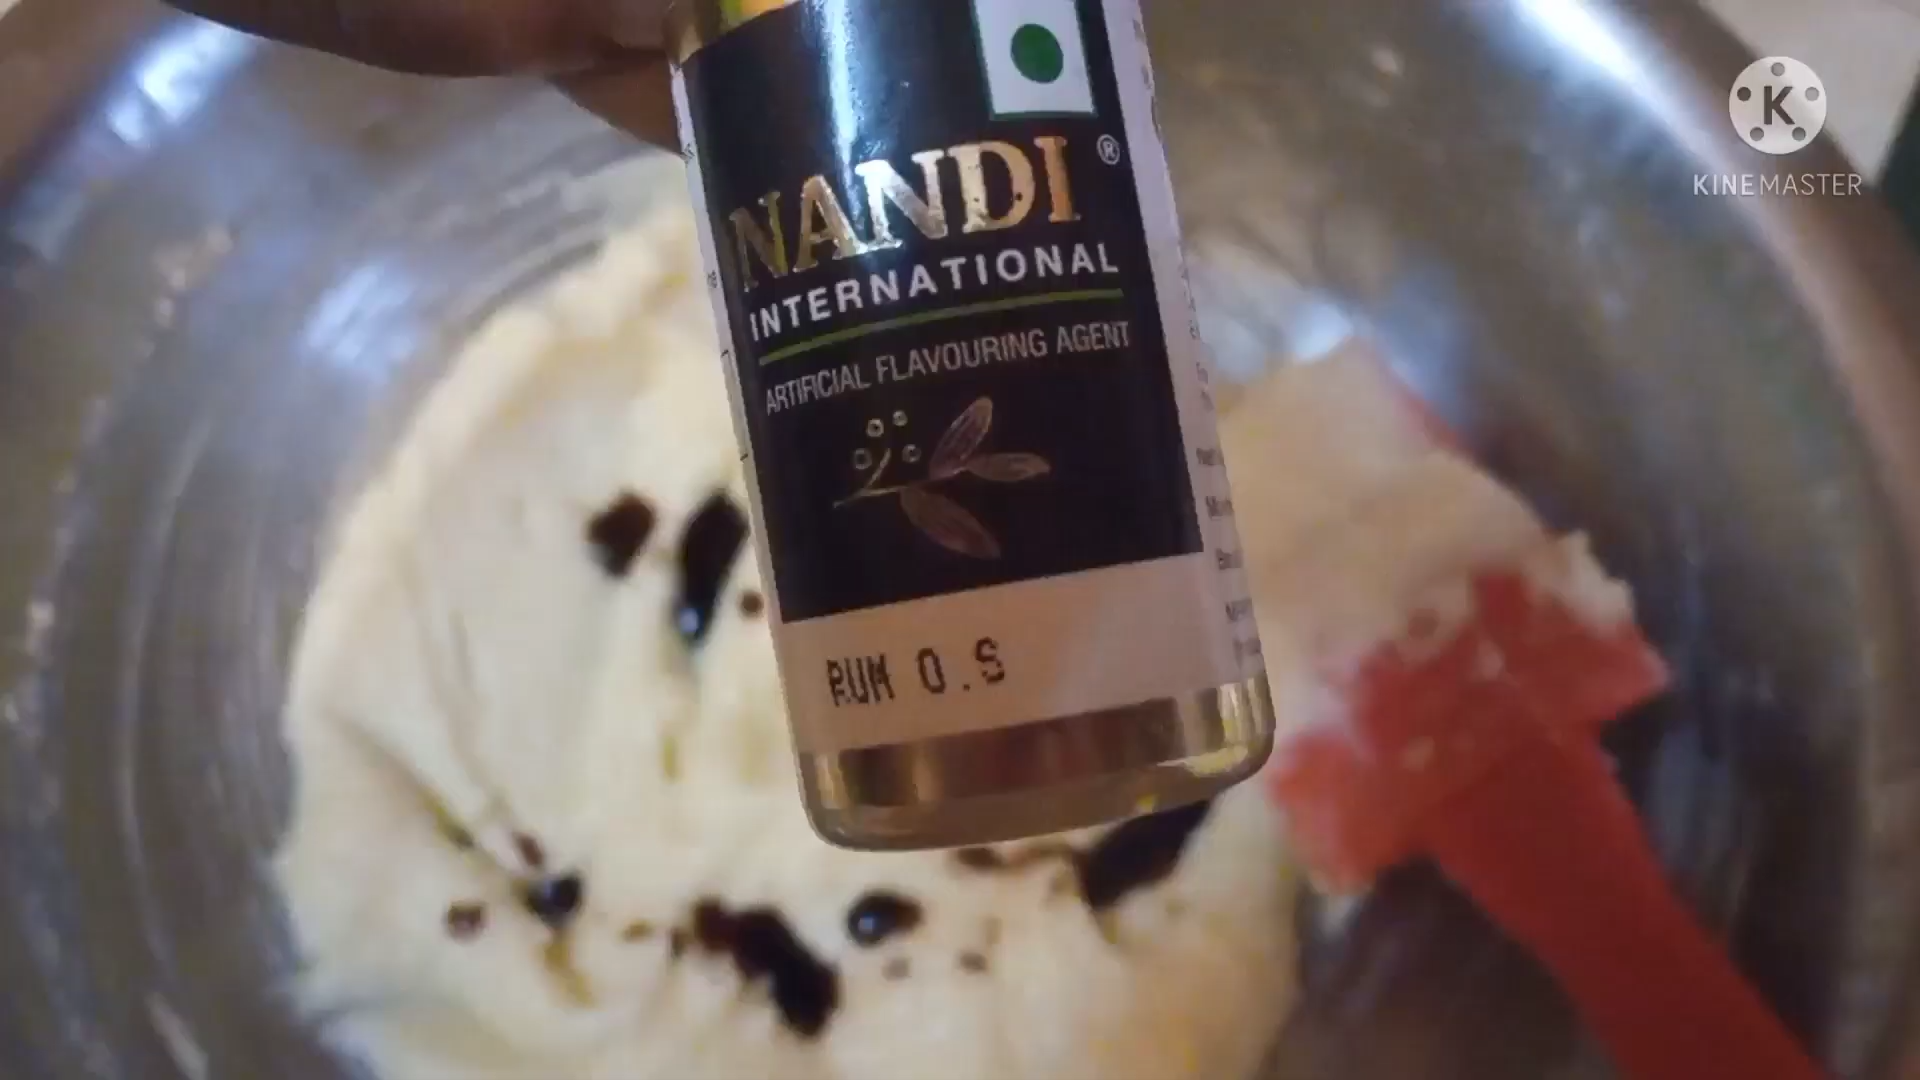 NANDI ®
INTERNATIONAL
ARTIFICIAL FLAVOURING AGENT
RUM O.S
K
KINEMASTER